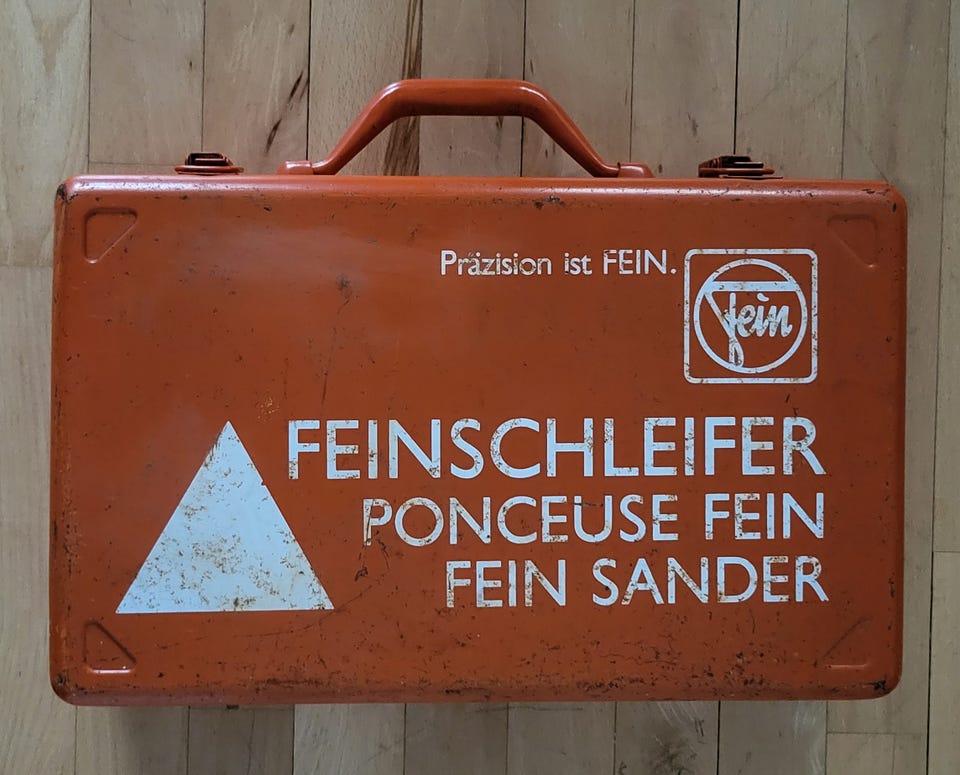 Präzision ist FEIN.
fein
FEINSCHLEIFER
PONCEUSE FEIN
FEIN SANDER